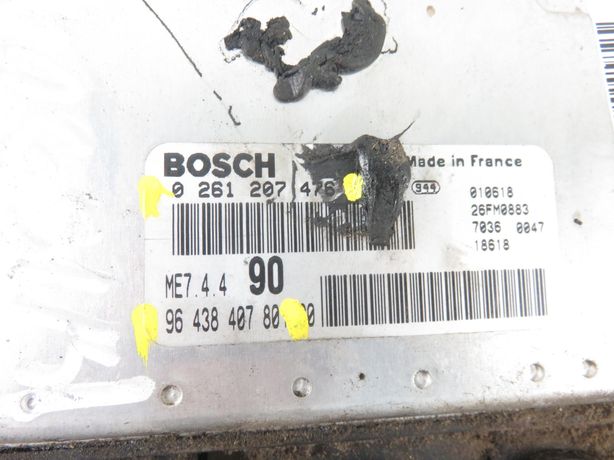 BOSCH Made in France
0 261 207 476 944 010618
26FM0883
7036 0047
18618
ME7.4.4 90
96 438 407 80